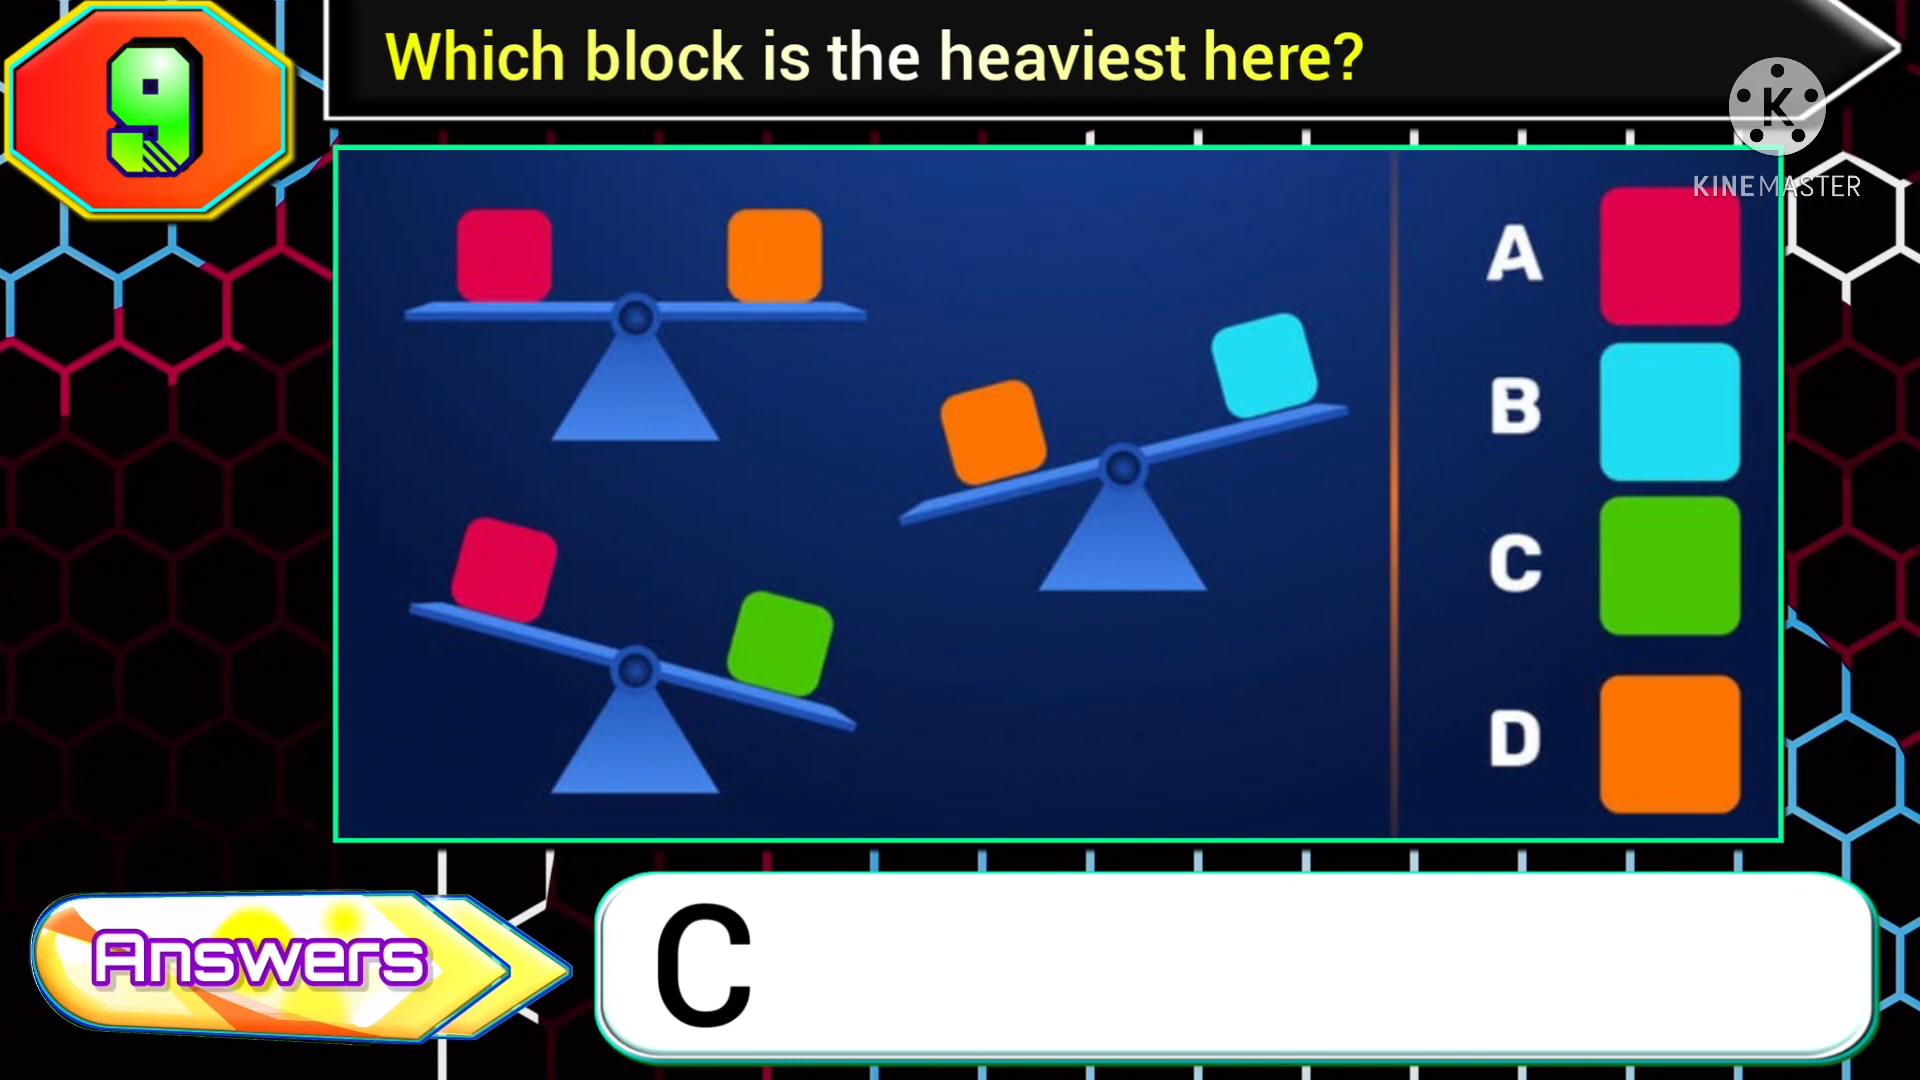 9
Which block is the heaviest here?
K
KINEMASTER
A
B
C
D
Answers
C